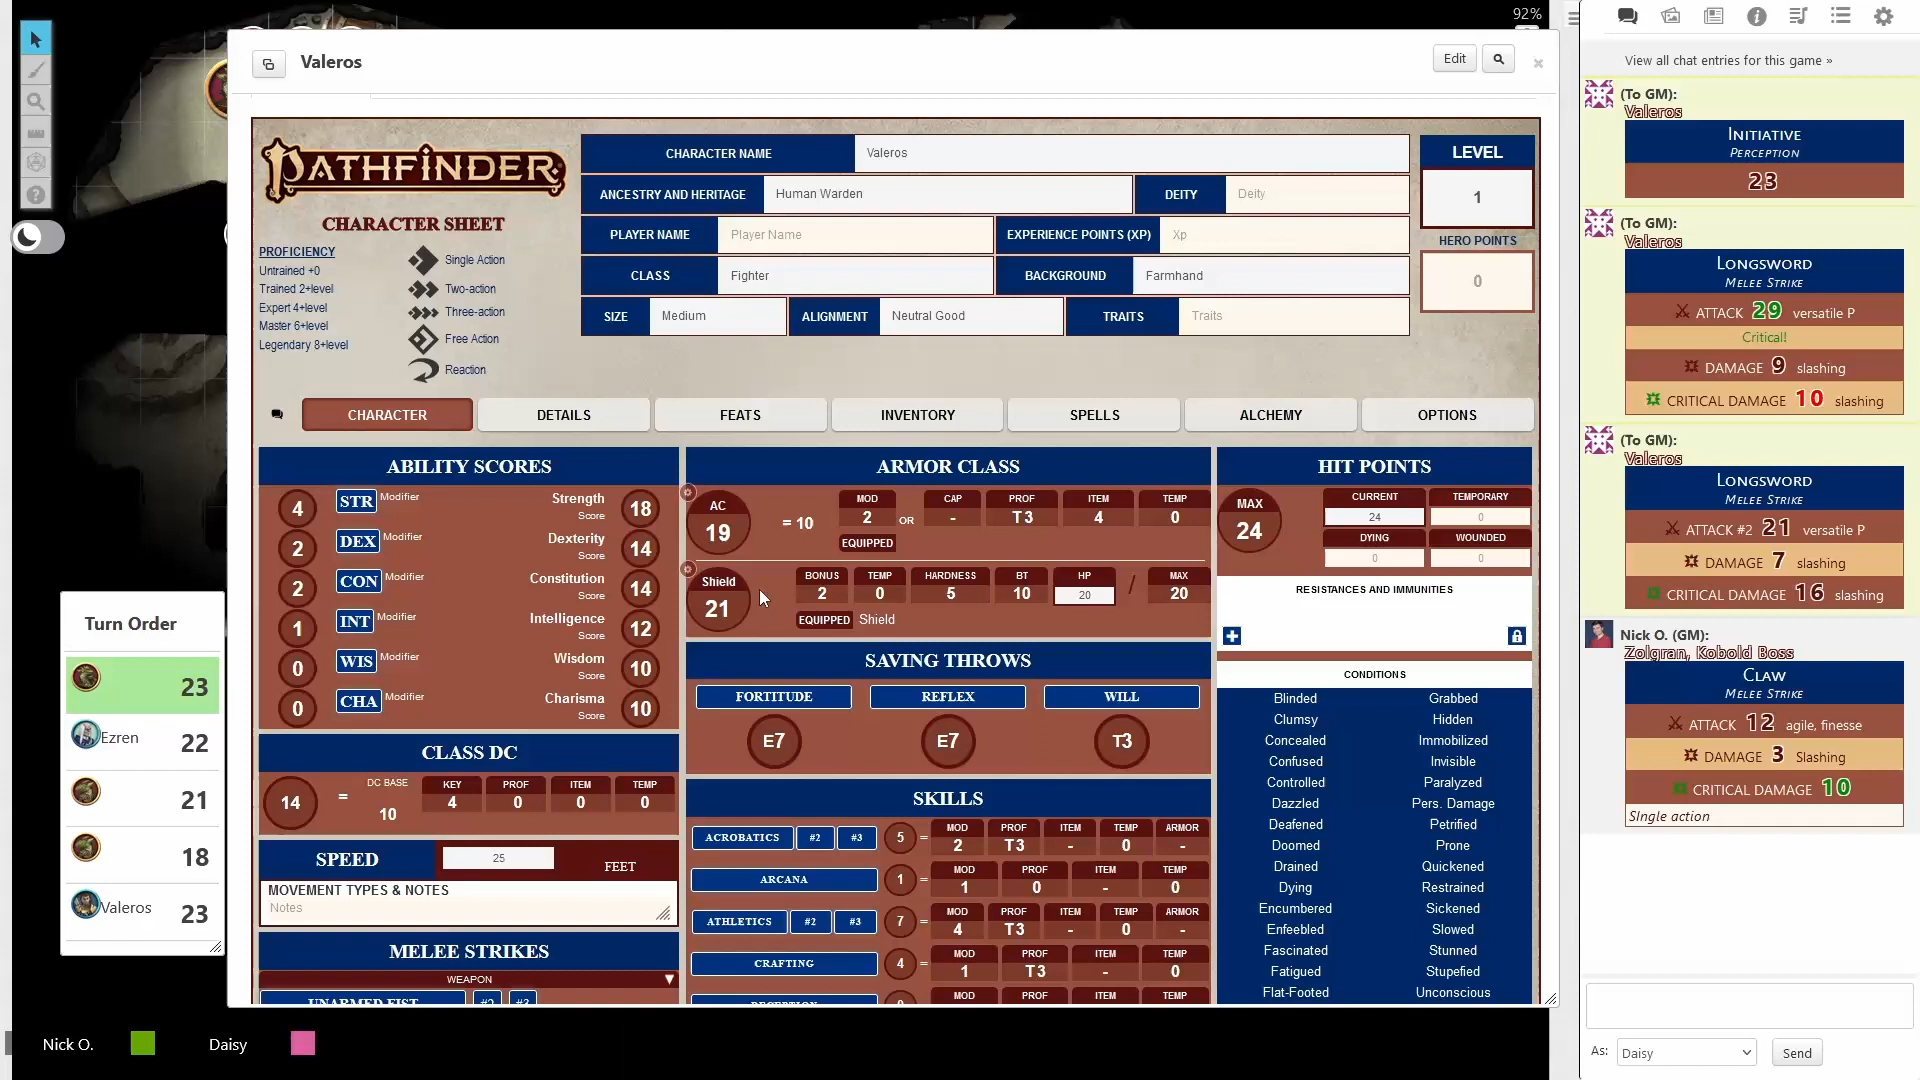 92%
Valeros
Edit
PATHFINDER
CHARACTER SHEET
PROFICIENCY
Untrained +0
Trained 2+level
Expert 4+level
Master 6+level
Legendary 8+level
Single Action
Two-action
Three-action
Free Action
Reaction
CHARACTER NAME Valeros
ANCESTRY AND HERITAGE Human Warden DEITY Deity
PLAYER NAME Player Name EXPERIENCE POINTS (XP) Xp
CLASS Fighter BACKGROUND Farmhand
SIZE Medium ALIGNMENT Neutral Good TRAITS Traits
LEVEL
1
HERO POINTS
0
CHARACTER DETAILS FEATS INVENTORY SPELLS ALCHEMY OPTIONS
ABILITY SCORES
4 STR Modifier Strength Score 18
2 DEX Modifier Dexterity Score 14
2 CON Modifier Constitution Score 14
1 INT Modifier Intelligence Score 12
0 WIS Modifier Wisdom Score 10
0 CHA Modifier Charisma Score 10
CLASS DC
DC BASE KEY PROF ITEM TEMP
14 = 10 4 0 0 0
SPEED 25 FEET
MOVEMENT TYPES & NOTES
Notes
MELEE STRIKES
WEAPON
UNARMED FIST #2 #3
ARMOR CLASS
AC MOD CAP PROF ITEM TEMP
19 = 10 2 OR - T3 4 0
EQUIPPED
Shield BONUS TEMP HARDNESS BT HP MAX
21 2 0 5 10 20 / 20
EQUIPPED Shield
SAVING THROWS
FORTITUDE REFLEX WILL
E7 E7 T3
SKILLS
MOD PROF ITEM TEMP ARMOR
ACROBATICS #2 #3 5 = 2 T3 - 0 -
MOD PROF ITEM TEMP
ARCANA 1 = 1 0 - 0
MOD PROF ITEM TEMP ARMOR
ATHLETICS #2 #3 7 = 4 T3 - 0 -
MOD PROF ITEM TEMP
CRAFTING 4 = 1 T3 - 0
MOD PROF ITEM TEMP
DECEPTION 0
HIT POINTS
MAX CURRENT TEMPORARY
24 24 0
DYING WOUNDED
0 0
RESISTANCES AND IMMUNITIES
CONDITIONS
Blinded Grabbed
Clumsy Hidden
Concealed Immobilized
Confused Invisible
Controlled Paralyzed
Dazzled Pers. Damage
Deafened Petrified
Doomed Prone
Drained Quickened
Dying Restrained
Encumbered Sickened
Enfeebled Slowed
Fascinated Stunned
Fatigued Stupefied
Flat-Footed Unconscious
Turn Order
23
Ezren 22
21
18
Valeros 23
Nick O. Daisy
View all chat entries for this game »
(To GM):
Valeros
INITIATIVE
PERCEPTION
23
(To GM):
Valeros
LONGSWORD
MELEE STRIKE
ATTACK 29 versatile P
Critical!
DAMAGE 9 slashing
CRITICAL DAMAGE 10 slashing
(To GM):
Valeros
LONGSWORD
MELEE STRIKE
ATTACK #2 21 versatile P
DAMAGE 7 slashing
CRITICAL DAMAGE 16 slashing
Nick O. (GM):
Zolgran, Kobold Boss
CLAW
MELEE STRIKE
ATTACK 12 agile, finesse
DAMAGE 3 Slashing
CRITICAL DAMAGE 10
SIngle action
As: Daisy Send